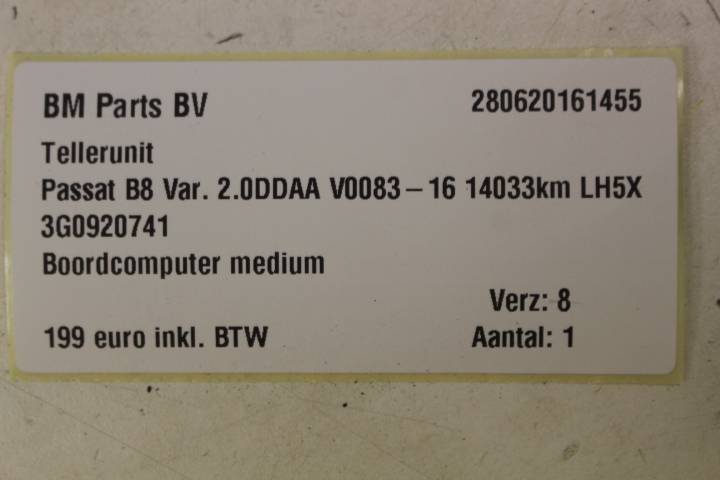 BM Parts BV 280620161455
Tellerunit
Passat B8 Var. 2.0DDAA V0083-16 14033km LH5X
3G0920741
Boordcomputer medium
Verz: 8
199 euro inkl. BTW Aantal: 1